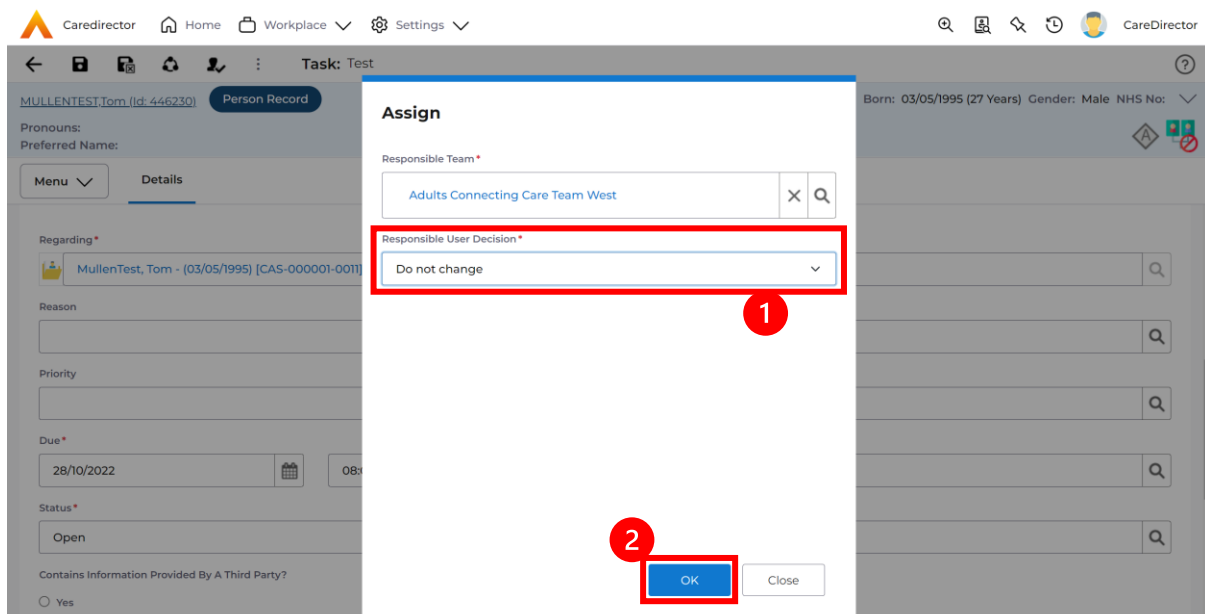 Caredirector Home Workplace Settings CareDirector
Task: Test
MULLENTEST,Tom (Id: 446230) Person Record Born: 03/05/1995 (27 Years) Gender: Male NHS No:
Pronouns:
Preferred Name:
Menu Details
Assign
Responsible Team*
Adults Connecting Care Team West
Responsible User Decision*
Do not change
1
2
OK Close
Regarding*
MullenTest, Tom - (03/05/1995) [CAS-000001-0011]
Reason
Priority
Due*
28/10/2022
Status*
Open
Contains Information Provided By A Third Party?
Yes